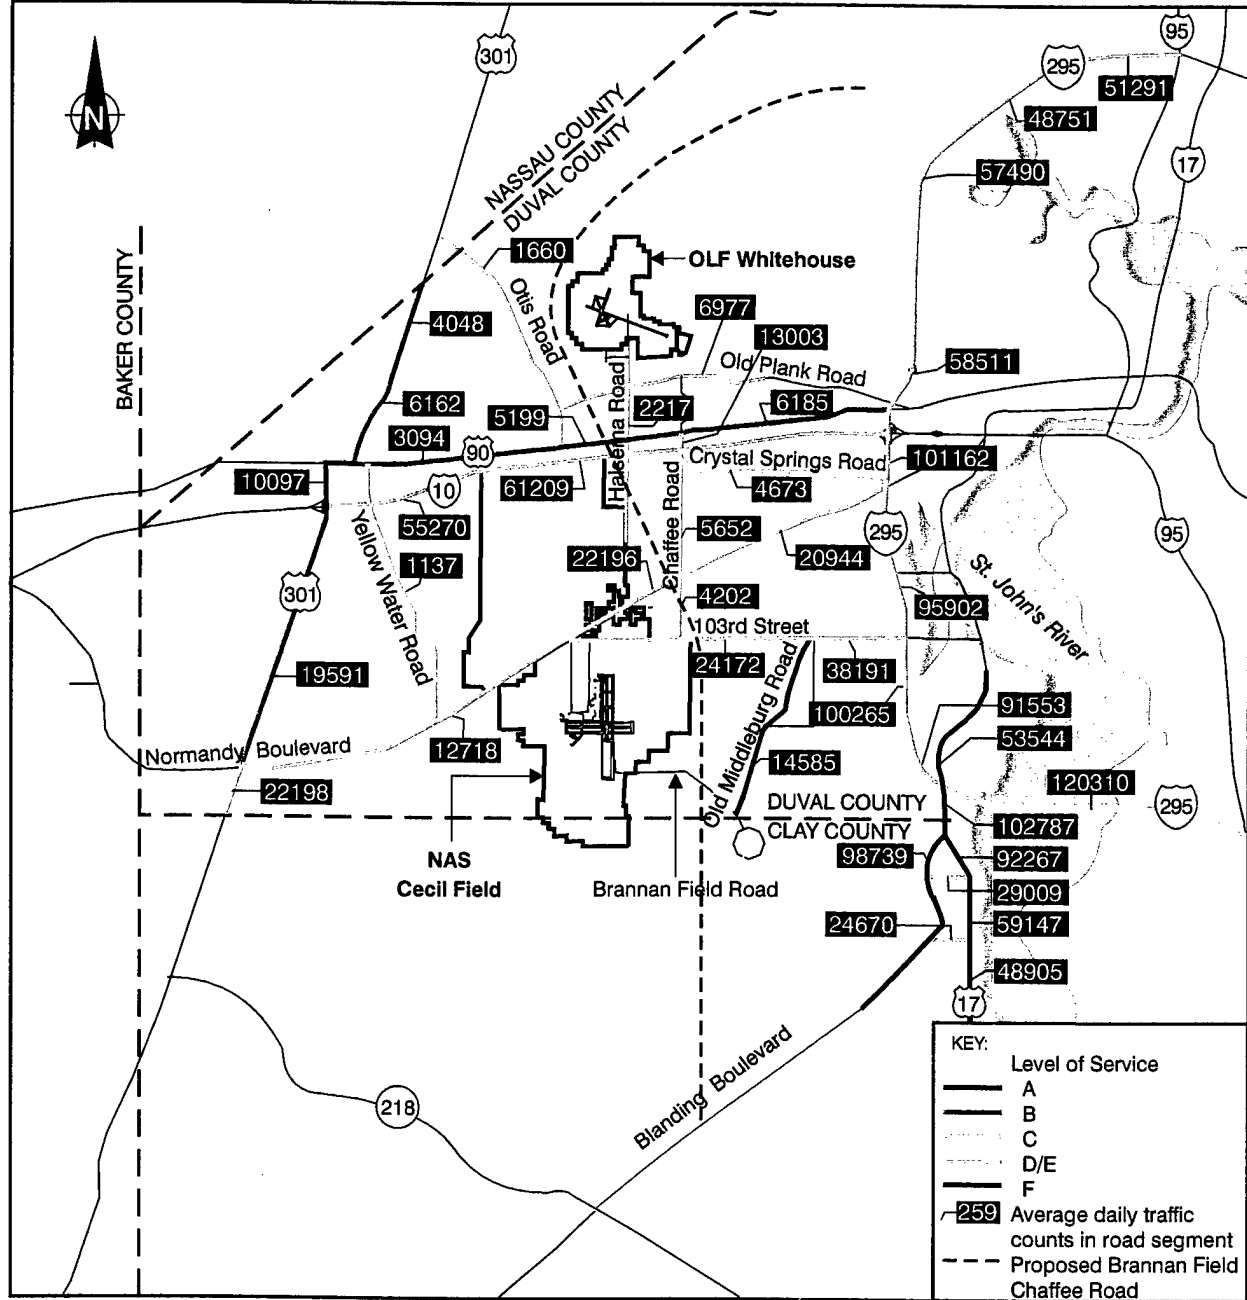 95
301
295
51291
48751
N
17
NASSAU COUNTY
DUVAL COUNTY
57490
BAKER COUNTY
1660
OLF Whitehouse
Otis Road
6977
4048
13003
Old Plank Road
58511
Halsema Road
6162
5199
2217
6185
3094
90
Crystal Springs Road
101162
10097
10
61209
4673
55270
Yellow Water Road
Chaffee Road
5652
295
95
1137
22196
20944
St. John's River
301
4202
95902
103rd Street
19591
24172
38191
Old Middleburg Road
100265
91553
Normandy Boulevard
12718
53544
14585
120310
22198
295
DUVAL COUNTY
102787
CLAY COUNTY
NAS
Cecil Field
98739
92267
Brannan Field Road
29009
24670
59147
48905
17
Blanding Boulevard
218
KEY:
Level of Service
A
B
C
D/E
F
259 Average daily traffic
counts in road segment
Proposed Brannan Field
Chaffee Road